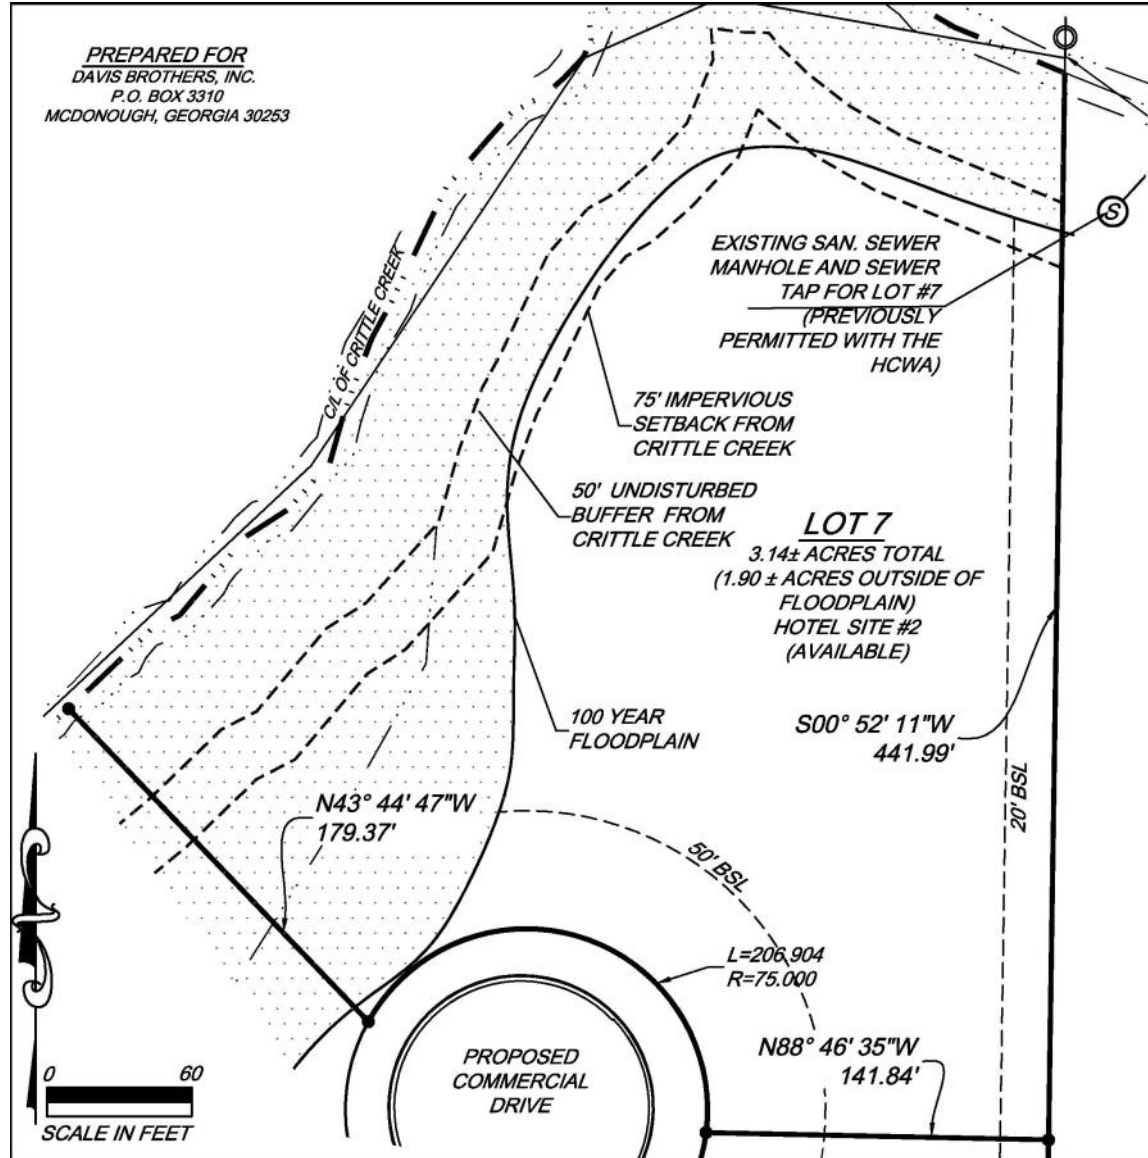 PREPARED FOR
DAVIS BROTHERS, INC.
P.O. BOX 3310
MCDONOUGH, GEORGIA 30253
C/L OF CRITTLE CREEK
S
EXISTING SAN. SEWER
MANHOLE AND SEWER
TAP FOR LOT #7
(PREVIOUSLY
PERMITTED WITH THE
HCWA)
75' IMPERVIOUS
SETBACK FROM
CRITTLE CREEK
50' UNDISTURBED
BUFFER FROM
CRITTLE CREEK
LOT 7
3.14± ACRES TOTAL
(1.90 ± ACRES OUTSIDE OF
FLOODPLAIN)
HOTEL SITE #2
(AVAILABLE)
100 YEAR
FLOODPLAIN
S00° 52' 11"W
441.99'
20' BSL
N43° 44' 47"W
179.37'
50' BSL
L=206.904
R=75.000
N88° 46' 35"W
141.84'
PROPOSED
COMMERCIAL
DRIVE
0 60
SCALE IN FEET